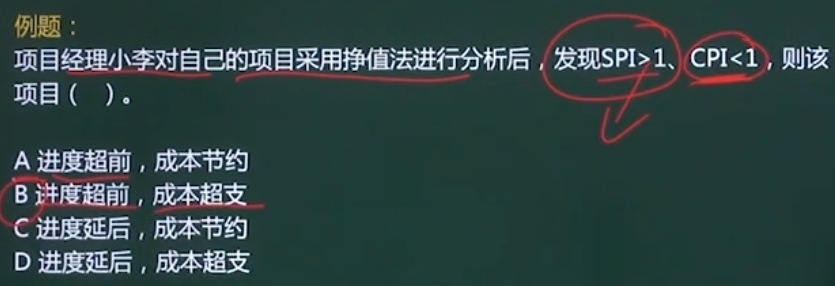 例题：
项目经理小李对自己的项目采用挣值法进行分析后，发现SPI>1、CPI<1，则该
项目（ ）。
A 进度超前，成本节约
B 进度超前，成本超支
C 进度延后，成本节约
D 进度延后，成本超支